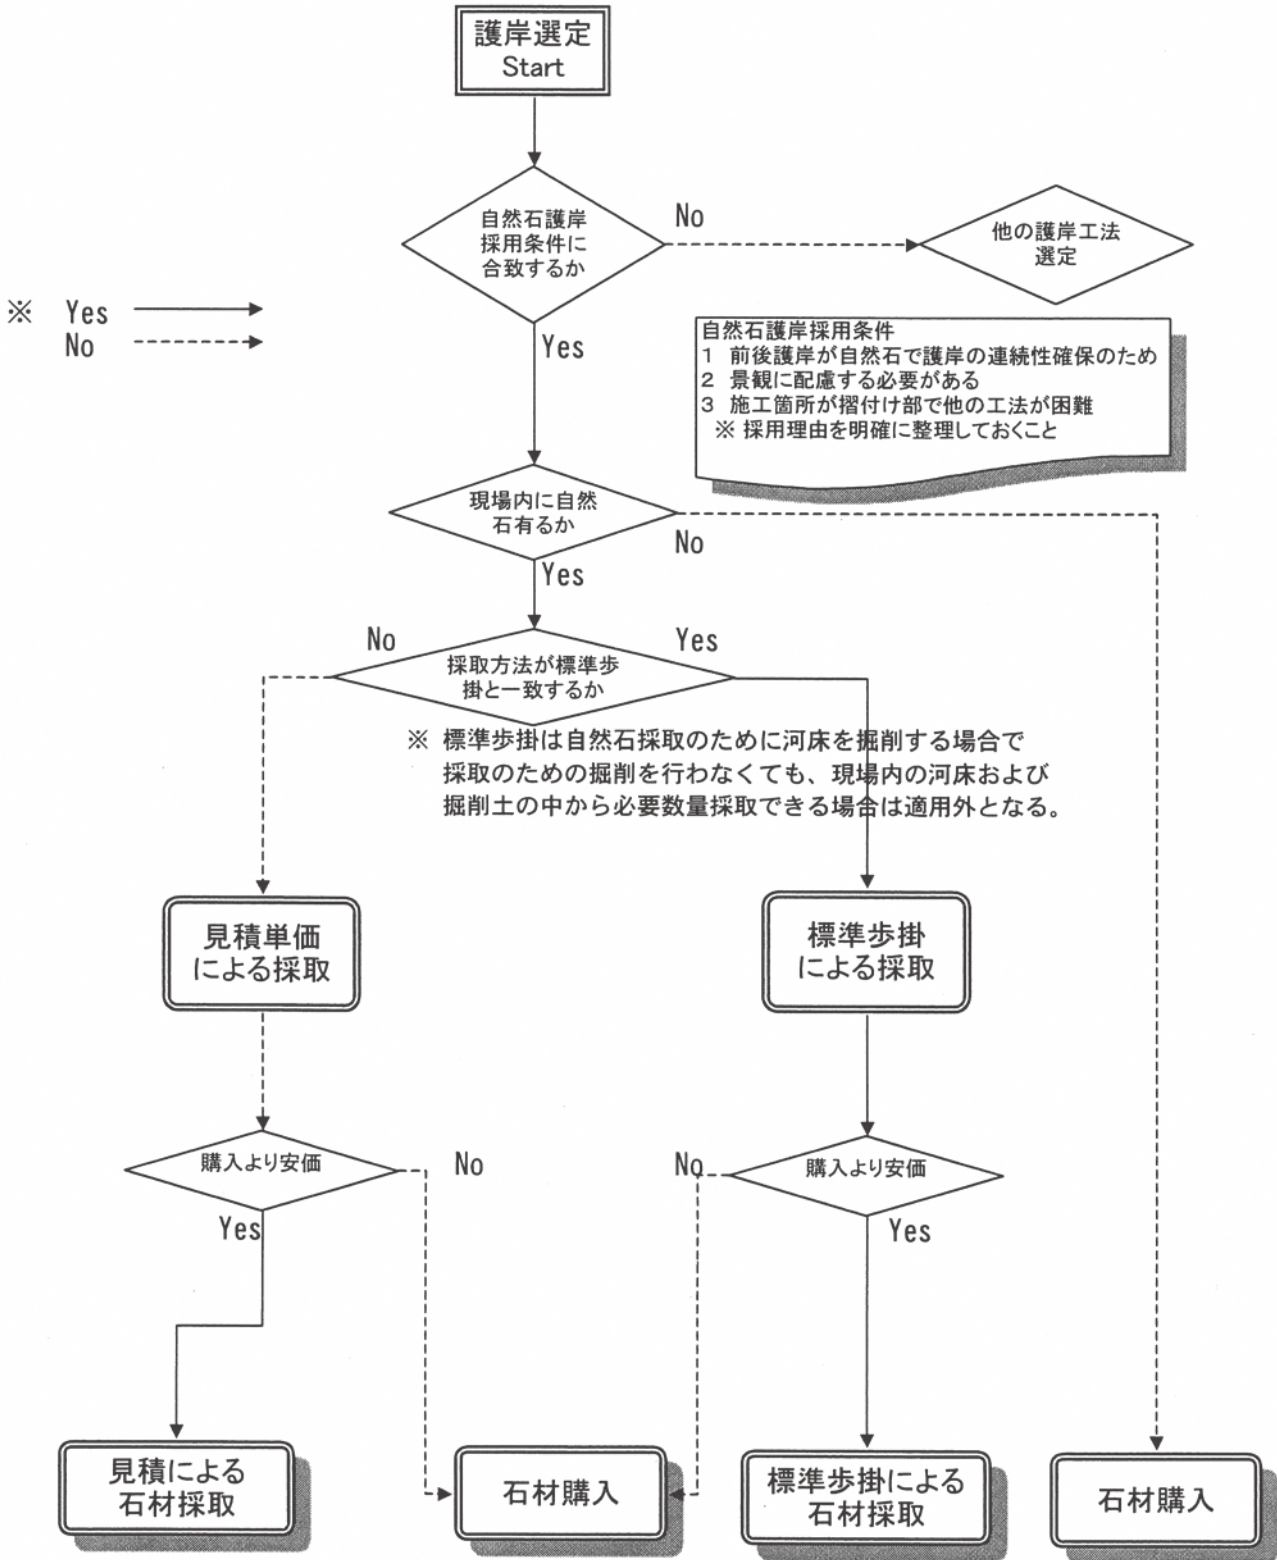 護岸選定
Start
自然石護岸
採用条件に
合致するか
No
他の護岸工法
選定
※ Yes
No
Yes
自然石護岸採用条件
1 前後護岸が自然石で護岸の連続性確保のため
2 景観に配慮する必要がある
3 施工箇所が摺付け部で他の工法が困難
※ 採用理由を明確に整理しておくこと
現場内に自然
石有るか
No
Yes
No
Yes
採取方法が標準歩
掛と一致するか
※ 標準歩掛は自然石採取のために河床を掘削する場合で
採取のための掘削を行わなくても、現場内の河床および
掘削土の中から必要数量採取できる場合は適用外となる。
見積単価
による採取
標準歩掛
による採取
購入より安価
No
Yes
No
購入より安価
Yes
見積による
石材採取
石材購入
標準歩掛による
石材採取
石材購入